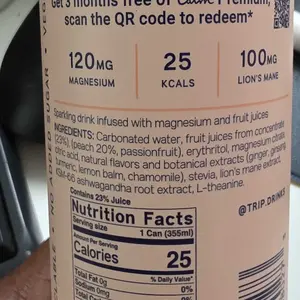 Get 3 months free of Calm Premium,
scan the QR code to redeem*
120MG
MAGNESIUM
25
KCALS
100MG
LION'S MANE
Sparkling drink infused with magnesium and fruit juices
INGREDIENTS: Carbonated water, fruit juices from concentrate
(23%) (peach 20%, passionfruit), erythritol, magnesium citrate,
citric acid, natural flavors and botanical extracts (ginger, ginseng,
turmeric, lemon balm, chamomile), stevia, lion's mane extract,
KSM-66 ashwagandha root extract, L-theanine.
Contains 23% Juice
Nutrition Facts
Serving size 1 Can (355ml)
Amount Per Serving
Calories 25
% Daily Value*
Total Fat 0g
Sodium 0mg
@TRIP.DRINKS
NO ADDED SUGAR